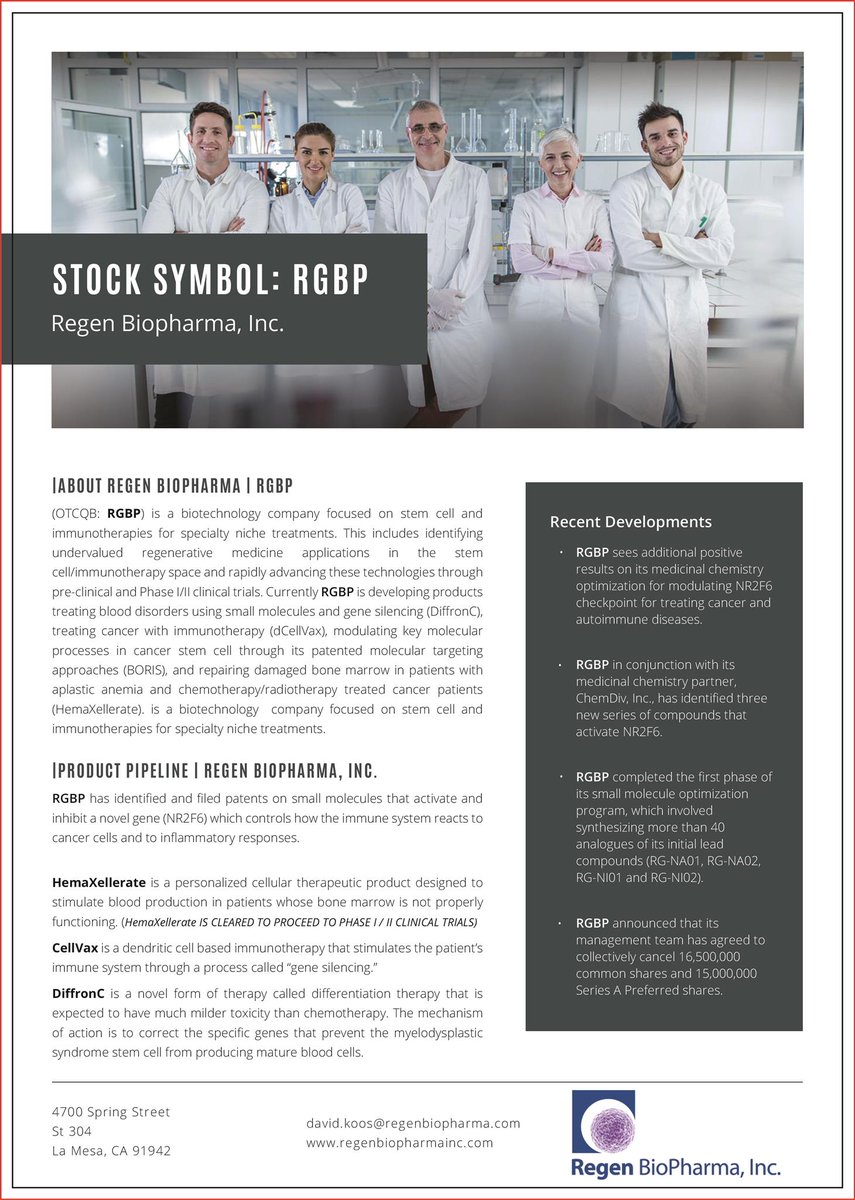 STOCK SYMBOL: RGBP
Regen Biopharma, Inc.
|ABOUT REGEN BIOPHARMA | RGBP
(OTCQB: RGBP) is a biotechnology company focused on stem cell and
immunotherapies for specialty niche treatments. This includes identifying
undervalued regenerative medicine applications in the stem
cell/immunotherapy space and rapidly advancing these technologies through
pre-clinical and Phase I/II clinical trials. Currently RGBP is developing products
treating blood disorders using small molecules and gene silencing (DiffronC),
treating cancer with immunotherapy (dCellVax), modulating key molecular
processes in cancer stem cell through its patented molecular targeting
approaches (BORIS), and repairing damaged bone marrow in patients with
aplastic anemia and chemotherapy/radiotherapy treated cancer patients
(HemaXellerate). is a biotechnology company focused on stem cell and
immunotherapies for specialty niche treatments.
|PRODUCT PIPELINE | REGEN BIOPHARMA, INC.
RGBP has identified and filed patents on small molecules that activate and
inhibit a novel gene (NR2F6) which controls how the immune system reacts to
cancer cells and to inflammatory responses.
HemaXellerate is a personalized cellular therapeutic product designed to
stimulate blood production in patients whose bone marrow is not properly
functioning. (HemaXellerate IS CLEARED TO PROCEED TO PHASE I / II CLINICAL TRIALS)
CellVax is a dendritic cell based immunotherapy that stimulates the patient's
immune system through a process called “gene silencing.”
DiffronC is a novel form of therapy called differentiation therapy that is
expected to have much milder toxicity than chemotherapy. The mechanism
of action is to correct the specific genes that prevent the myelodysplastic
syndrome stem cell from producing mature blood cells.
Recent Developments
• RGBP sees additional positive
results on its medicinal chemistry
optimization for modulating NR2F6
checkpoint for treating cancer and
autoimmune diseases.
• RGBP in conjunction with its
medicinal chemistry partner,
ChemDiv, Inc., has identified three
new series of compounds that
activate NR2F6.
• RGBP completed the first phase of
its small molecule optimization
program, which involved
synthesizing more than 40
analogues of its initial lead
compounds (RG-NA01, RG-NA02,
RG-NI01 and RG-NI02).
• RGBP announced that its
management team has agreed to
collectively cancel 16,500,000
common shares and 15,000,000
Series A Preferred shares.
4700 Spring Street
St 304
La Mesa, CA 91942
david.koos@regenbiopharma.com
www.regenbiopharmainc.com
Regen BioPharma, Inc.